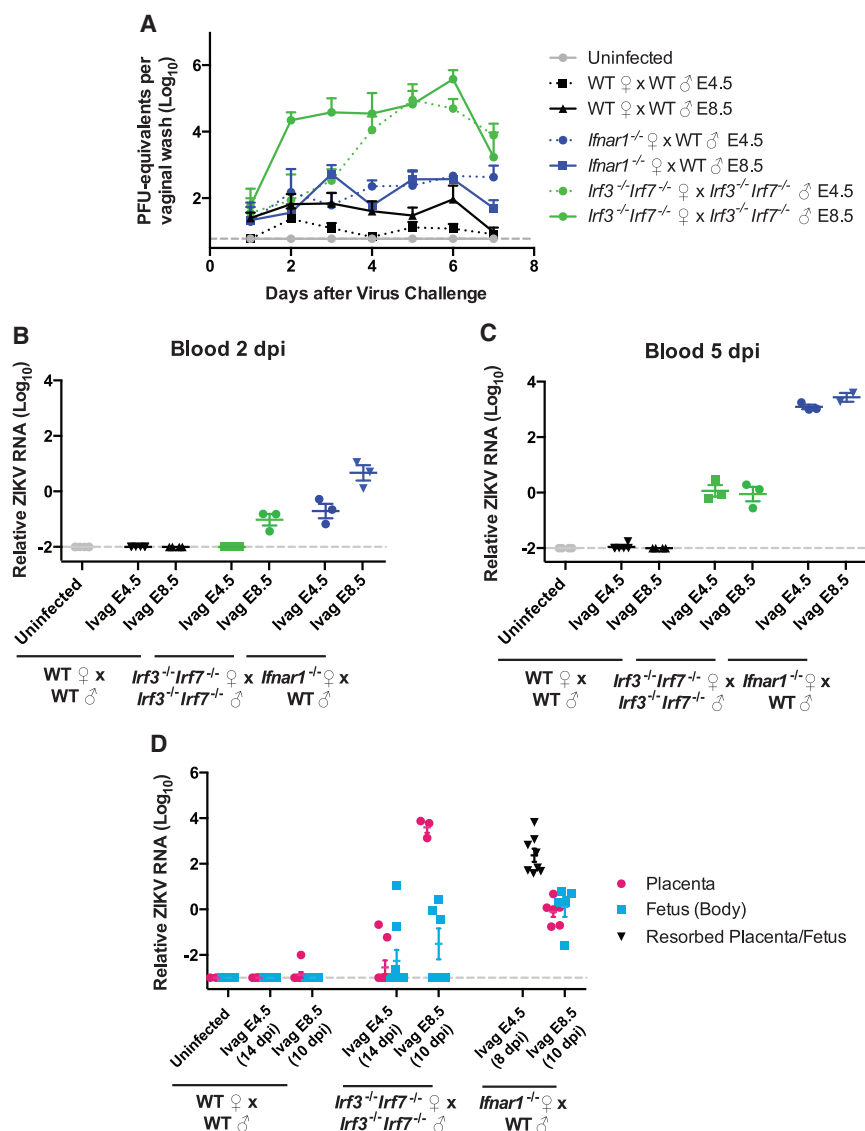 A
PFU-equivalents per
vaginal wash (Log10)
6
4
2
0 2 4 6 8
Days after Virus Challenge
Uninfected
WT ♀ x WT ♂ E4.5
WT ♀ x WT ♂ E8.5
Ifnar1-/- ♀ x WT ♂ E4.5
Ifnar1-/- ♀ x WT ♂ E8.5
Irf3-/-Irf7-/- ♀ x Irf3-/-Irf7-/- ♂ E4.5
Irf3-/-Irf7-/- ♀ x Irf3-/-Irf7-/- ♂ E8.5
B
Blood 2 dpi
Relative ZIKV RNA (Log10)
4
2
0
-2
Uninfected
Ivag E4.5
Ivag E8.5
Ivag E4.5
Ivag E8.5
Ivag E4.5
Ivag E8.5
WT ♀ x
WT ♂
Irf3-/-Irf7-/- ♀ x
Irf3-/-Irf7-/- ♂
Ifnar1-/- ♀ x
WT ♂
C
Blood 5 dpi
Relative ZIKV RNA (Log10)
4
2
0
-2
Uninfected
Ivag E4.5
Ivag E8.5
Ivag E4.5
Ivag E8.5
Ivag E4.5
Ivag E8.5
WT ♀ x
WT ♂
Irf3-/-Irf7-/- ♀ x
Irf3-/-Irf7-/- ♂
Ifnar1-/- ♀ x
WT ♂
D
Relative ZIKV RNA (Log10)
6
4
2
0
-2
Placenta
Fetus (Body)
Resorbed Placenta/Fetus
Uninfected
Ivag E4.5
(14 dpi)
Ivag E8.5
(10 dpi)
Ivag E4.5
(14 dpi)
Ivag E8.5
(10 dpi)
Ivag E4.5
(8 dpi)
Ivag E8.5
(10 dpi)
WT ♀ x
WT ♂
Irf3-/-Irf7-/- ♀ x
Irf3-/-Irf7-/- ♂
Ifnar1-/- ♀ x
WT ♂